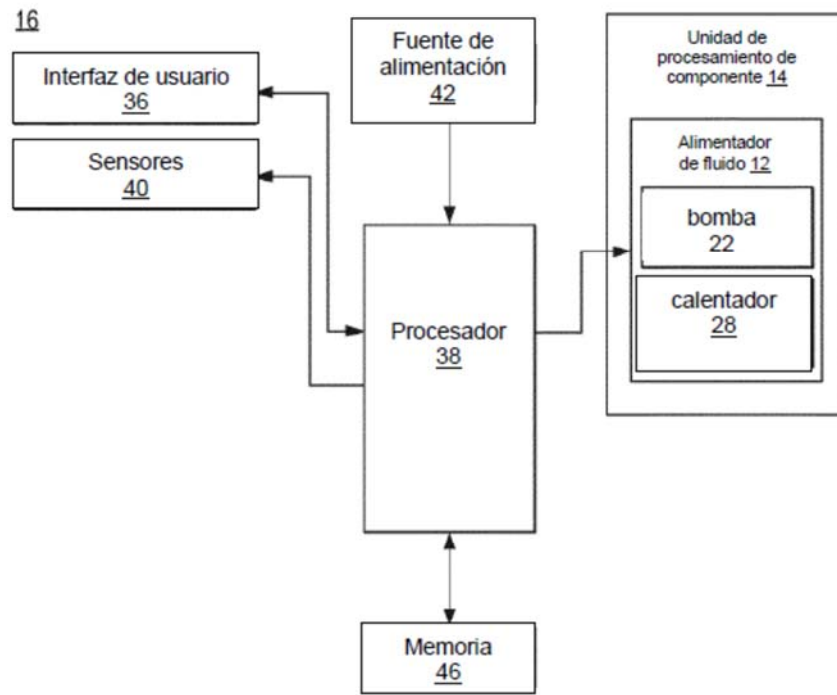 16
Interfaz de usuario
36
Sensores
40
Fuente de
alimentación
42
Unidad de
procesamiento de
componente 14
Alimentador
de fluido 12
bomba
22
calentador
28
Procesador
38
Memoria
46